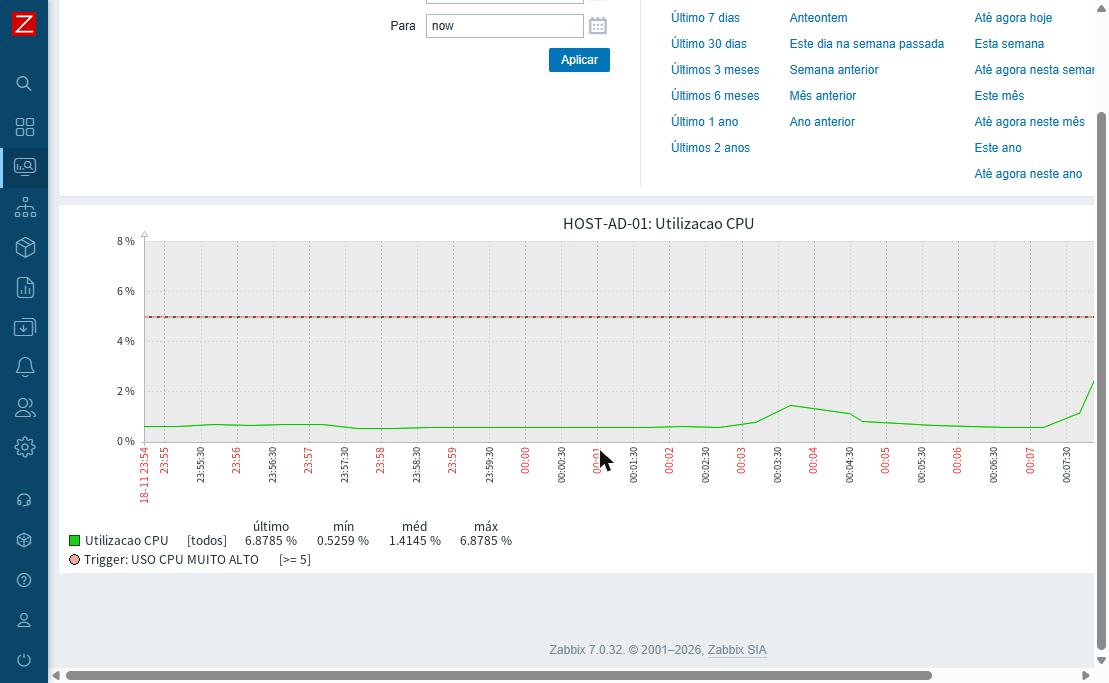 Z
Para now
Aplicar
Último 7 dias Anteontem Até agora hoje
Último 30 dias Este dia na semana passada Esta semana
Últimos 3 meses Semana anterior Até agora nesta semar
Últimos 6 meses Mês anterior Este mês
Último 1 ano Ano anterior Até agora neste mês
Últimos 2 anos Este ano
Até agora neste ano
HOST-AD-01: Utilizacao CPU
8 %
6 %
4 %
2 %
0 %
18-11 23:54 23:55 23:55:30 23:56 23:56:30 23:57 23:57:30 23:58 23:58:30 23:59 23:59:30 00:00 00:00:30 00:01 00:01:30 00:02 00:02:30 00:03 00:03:30 00:04 00:04:30 00:05 00:05:30 00:06 00:06:30 00:07 00:07:30
último mín méd máx
Utilizacao CPU [todos] 6.8785 % 0.5259 % 1.4145 % 6.8785 %
Trigger: USO CPU MUITO ALTO [>= 5]
Zabbix 7.0.32. © 2001–2026, Zabbix SIA